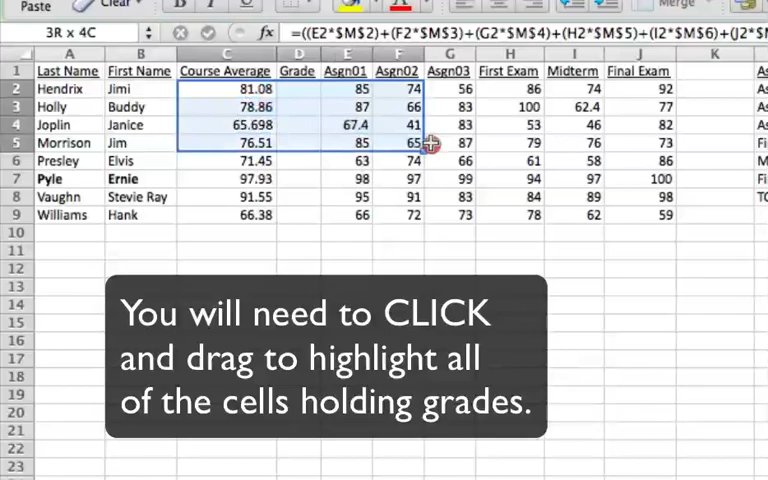 Paste Clear B I U A Merge
3R x 4C fx =((E2*$M$2)+(F2*$M$3)+(G2*$M$4)+(H2*$M$5)+(I2*$M$6)+(J2*$M
A B C D E F G H I J K
1 Last Name First Name Course Average Grade Asgn01 Asgn02 Asgn03 First Exam Midterm Final Exam As
2 Hendrix Jimi 81.08 85 74 56 86 74 92 As
3 Holly Buddy 78.86 87 66 83 100 62.4 77 As
4 Joplin Janice 65.698 67.4 41 83 53 46 82 As
5 Morrison Jim 76.51 85 65 87 79 76 73 Fi
6 Presley Elvis 71.45 63 74 66 61 58 86 M
7 Pyle Ernie 97.93 98 97 99 94 97 100 Fi
8 Vaughn Stevie Ray 91.55 95 91 83 84 89 98 TO
9 Williams Hank 66.38 66 72 73 78 62 59
10
11
12
13
14
15
16
17
18
19
20
21
22
23
You will need to CLICK
and drag to highlight all
of the cells holding grades.